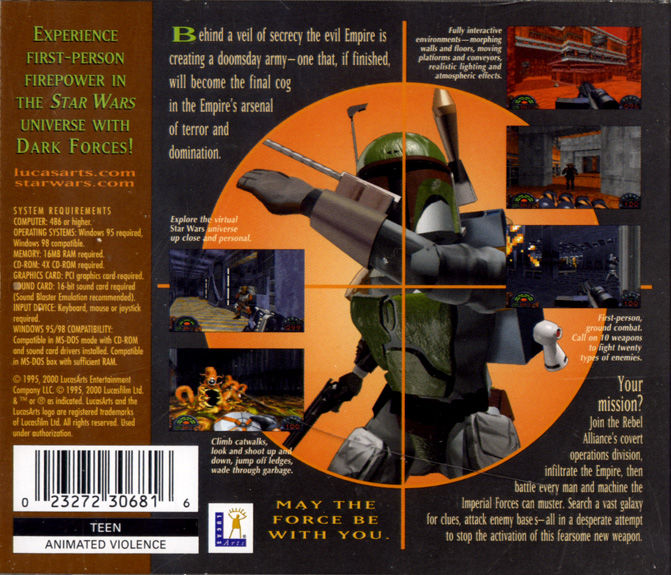 EXPERIENCE
FIRST-PERSON
FIREPOWER IN
THE STAR WARS
UNIVERSE WITH
DARK FORCES!
lucasarts.com
starwars.com
SYSTEM REQUIREMENTS
COMPUTER: 486 or higher.
OPERATING SYSTEMS: Windows 95 required,
Windows 98 compatible.
MEMORY: 16MB RAM required.
CD-ROM: 4X CD-ROM required.
GRAPHICS CARD: PCI graphics card required.
SOUND CARD: 16-bit sound card required
(Sound Blaster Emulation recommended).
INPUT DEVICE: Keyboard, mouse or joystick
required.
WINDOWS 95/98 COMPATIBILITY:
Compatible in MS-DOS mode with CD-ROM
and sound card drivers installed. Compatible
in MS-DOS box with sufficient RAM.
© 1995, 2000 LucasArts Entertainment
Company LLC. © 1995, 2000 Lucasfilm Ltd.
& ™ or ® as indicated. LucasArts and the
LucasArts logo are registered trademarks
of Lucasfilm Ltd. All rights reserved. Used
under authorization.
0 23272 30681 6
TEEN
ANIMATED VIOLENCE
Behind a veil of secrecy the evil Empire is
creating a doomsday army–one that, if finished,
will become the final cog
in the Empire's arsenal
of terror and
domination.
Fully interactive
environments—morphing
walls and floors, moving
platforms and conveyors,
realistic lighting and
atmospheric effects.
Explore the virtual
Star Wars universe
up close and personal.
First-person,
ground combat.
Call on 10 weapons
to fight twenty
types of enemies.
Climb catwalks,
look and shoot up and
down, jump off ledges,
wade through garbage.
Your
mission?
Join the Rebel
Alliance's covert
operations division,
infiltrate the Empire, then
battle every man and machine the
Imperial Forces can muster. Search a vast galaxy
for clues, attack enemy bases–all in a desperate attempt
to stop the activation of this fearsome new weapon.
LUCAS
Arts
MAY THE
FORCE BE
WITH YOU.